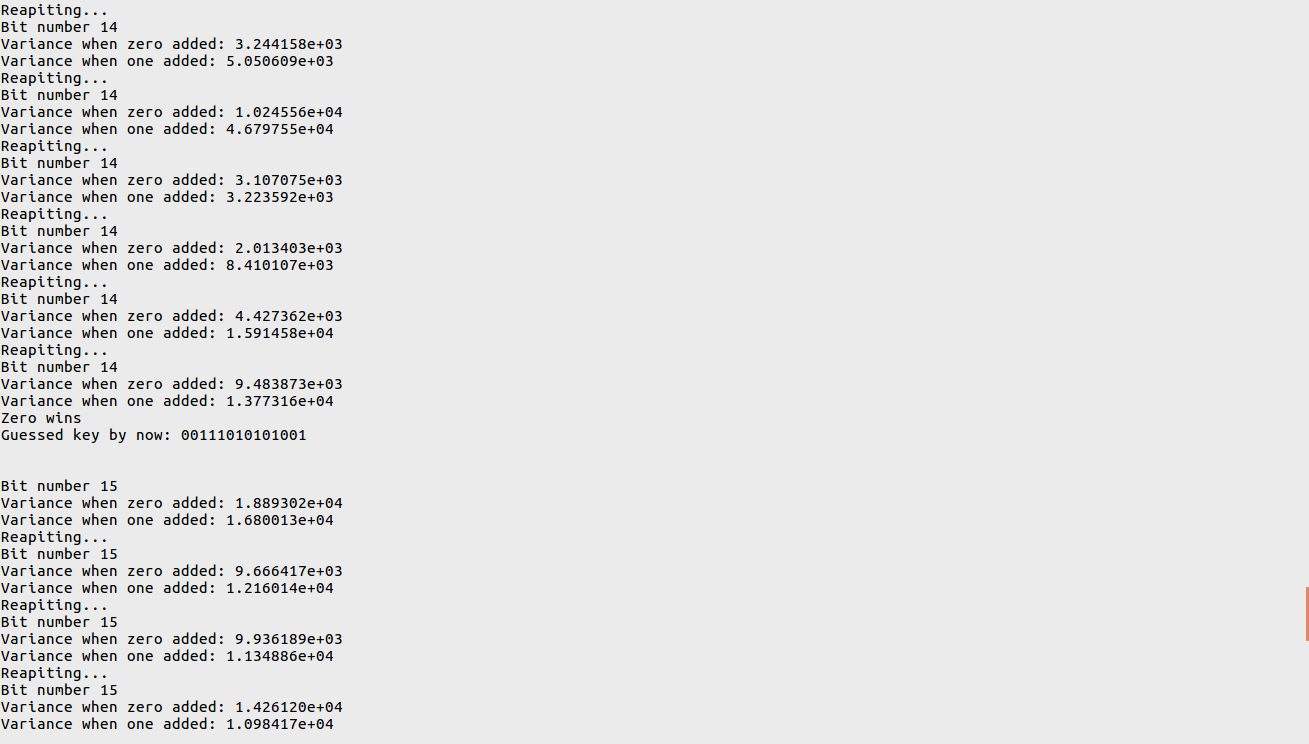 Reapiting...
Bit number 14
Variance when zero added: 3.244158e+03
Variance when one added: 5.050609e+03
Reapiting...
Bit number 14
Variance when zero added: 1.024556e+04
Variance when one added: 4.679755e+04
Reapiting...
Bit number 14
Variance when zero added: 3.107075e+03
Variance when one added: 3.223592e+03
Reapiting...
Bit number 14
Variance when zero added: 2.013403e+03
Variance when one added: 8.410107e+03
Reapiting...
Bit number 14
Variance when zero added: 4.427362e+03
Variance when one added: 1.591458e+04
Reapiting...
Bit number 14
Variance when zero added: 9.483873e+03
Variance when one added: 1.377316e+04
Zero wins
Guessed key by now: 00111010101001
Bit number 15
Variance when zero added: 1.889302e+04
Variance when one added: 1.680013e+04
Reapiting...
Bit number 15
Variance when zero added: 9.666417e+03
Variance when one added: 1.216014e+04
Reapiting...
Bit number 15
Variance when zero added: 9.936189e+03
Variance when one added: 1.134886e+04
Reapiting...
Bit number 15
Variance when zero added: 1.426120e+04
Variance when one added: 1.098417e+04